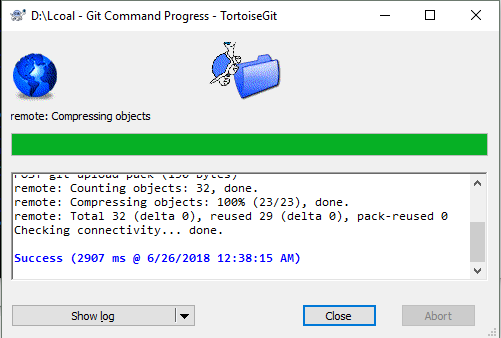 D:\Lcoal - Git Command Progress - TortoiseGit
remote: Compressing objects
POST git-upload-pack (190 bytes)
remote: Counting objects: 32, done.
remote: Compressing objects: 100% (23/23), done.
remote: Total 32 (delta 0), reused 29 (delta 0), pack-reused 0
Checking connectivity... done.
Success (2907 ms @ 6/26/2018 12:38:15 AM)
Show log
Close
Abort